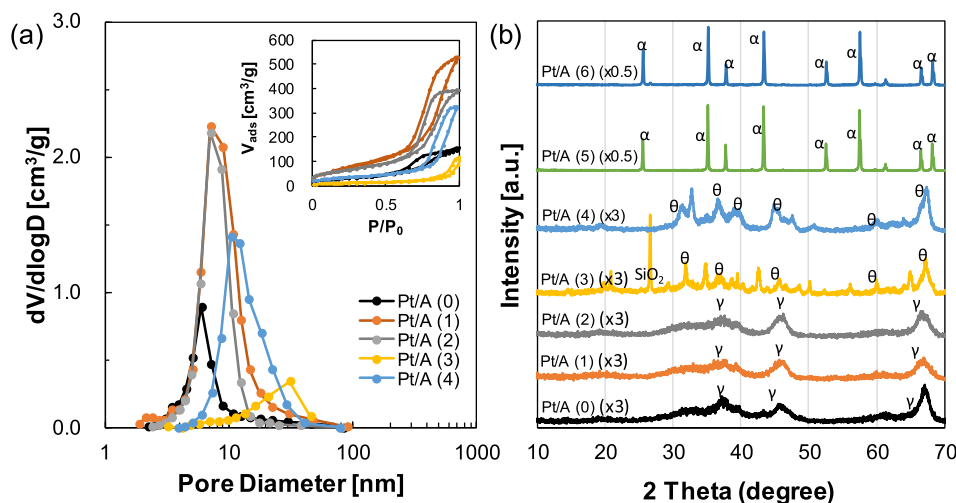 (a)
3.0
2.0
1.0
0.0
dV/dlogD [cm³/g]
1
10
100
1000
Pore Diameter [nm]
600
500
400
300
200
100
0
V_ads [cm³/g]
0
0.5
1
P/P₀
Pt/A (0)
Pt/A (1)
Pt/A (2)
Pt/A (3)
Pt/A (4)
(b)
Intensity [a.u.]
Pt/A (6) (x0.5)
α α α α α α α α
Pt/A (5) (x0.5)
α α α α α α
Pt/A (4) (x3)
θ θ θ θ θ θ
Pt/A (3) (x3)
SiO₂
θ θ θ θ θ
Pt/A (2) (x3)
γ γ γ
Pt/A (1) (x3)
γ γ γ
Pt/A (0) (x3)
γ γ γ
10
20
30
40
50
60
70
2 Theta (degree)